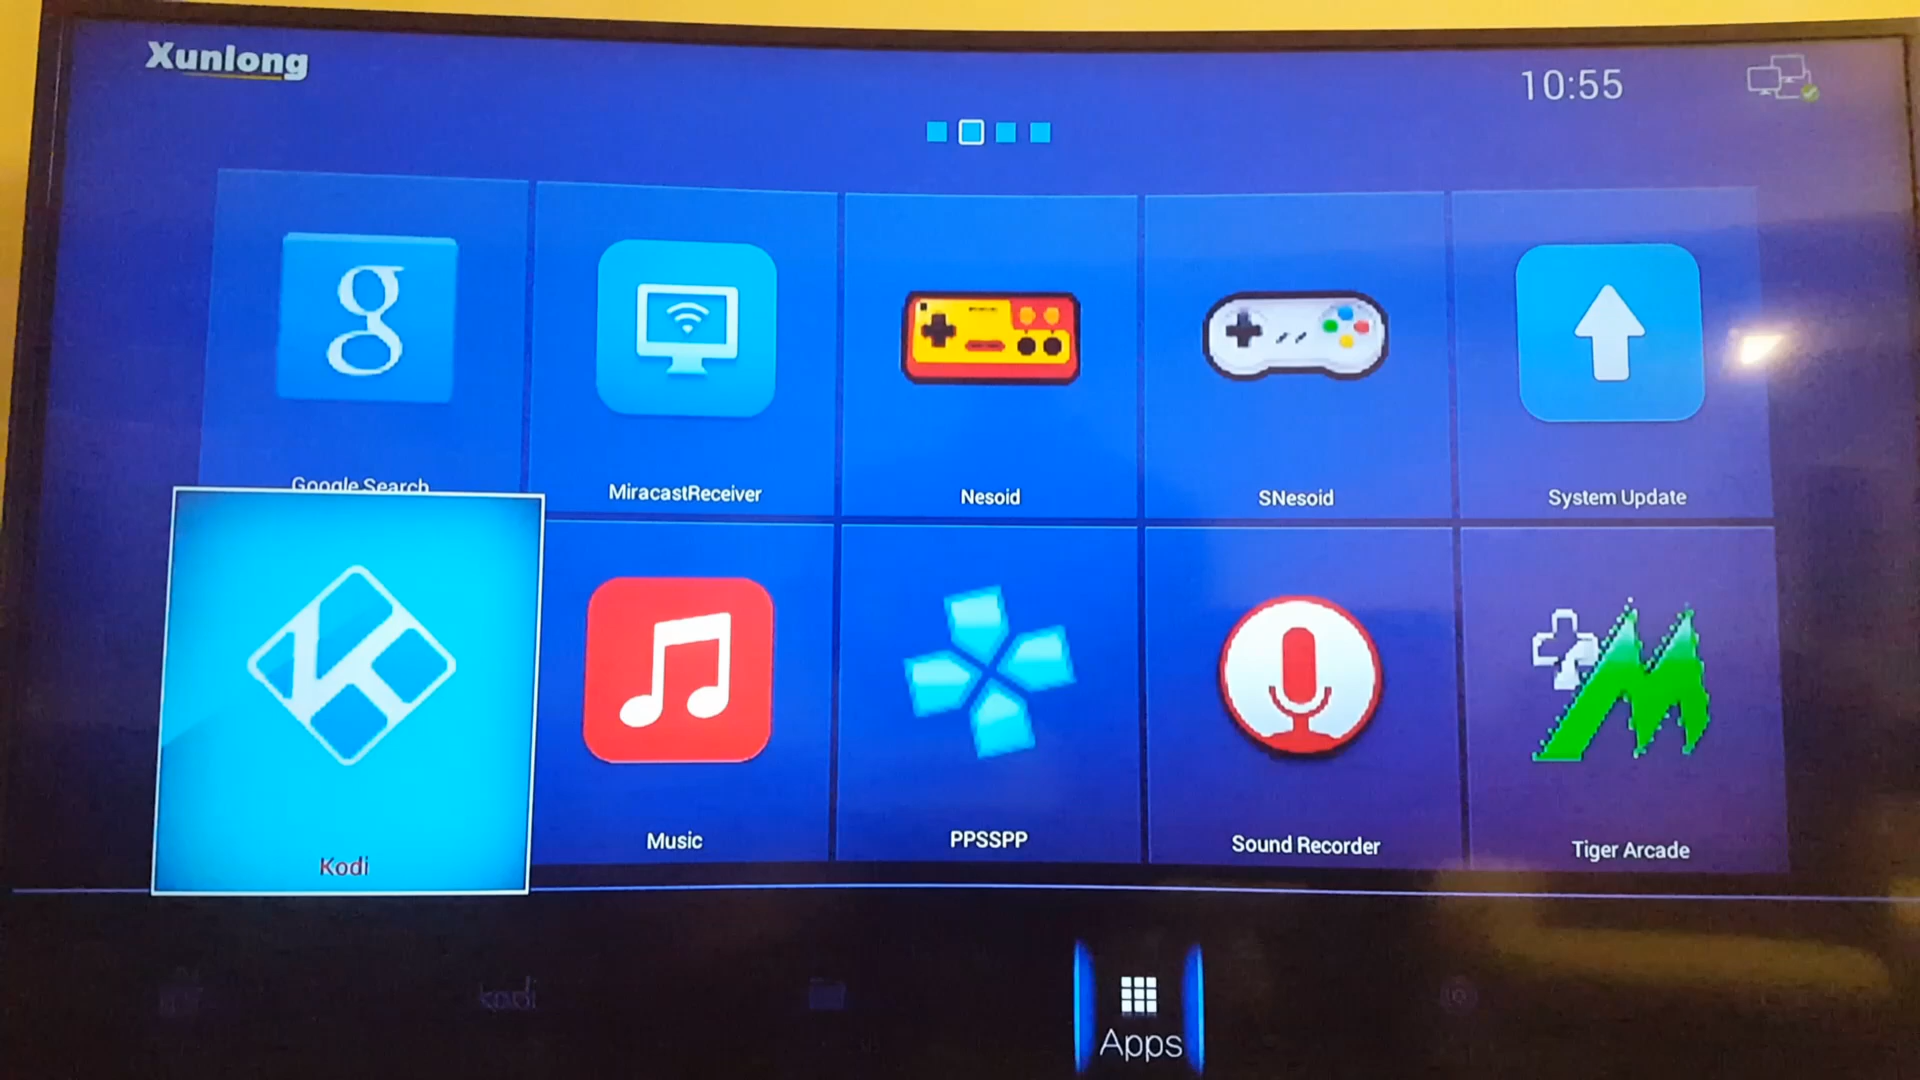 Xunlong
10:55
Google Search
MiracastReceiver
Nesoid
SNesoid
System Update
Kodi
Music
PPSSPP
Sound Recorder
Tiger Arcade
kodi
Apps